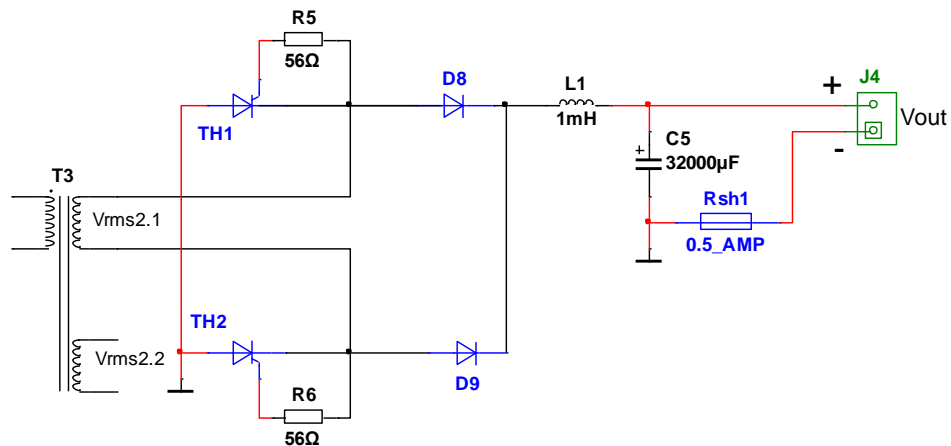 R5
56Ω
D8
L1
1mH
J4
+
Vout
-
TH1
C5
+
32000µF
T3
Vrms2.1
Rsh1
0.5_AMP
TH2
Vrms2.2
D9
R6
56Ω